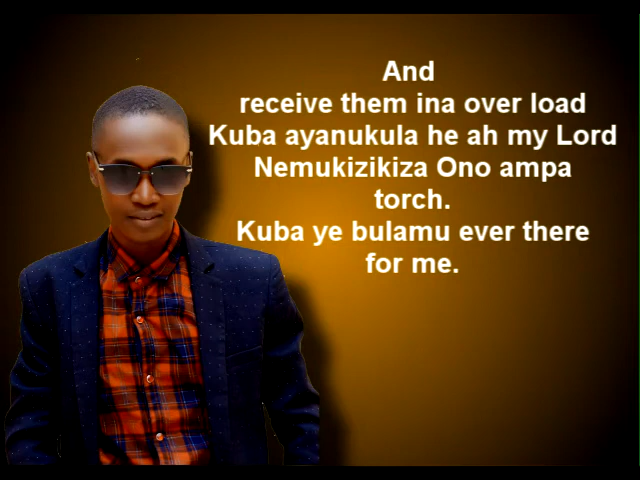 And
receive them ina over load
Kuba ayanukula he ah my Lord
Nemukizikiza Ono ampa
torch.
Kuba ye bulamu ever there
for me.